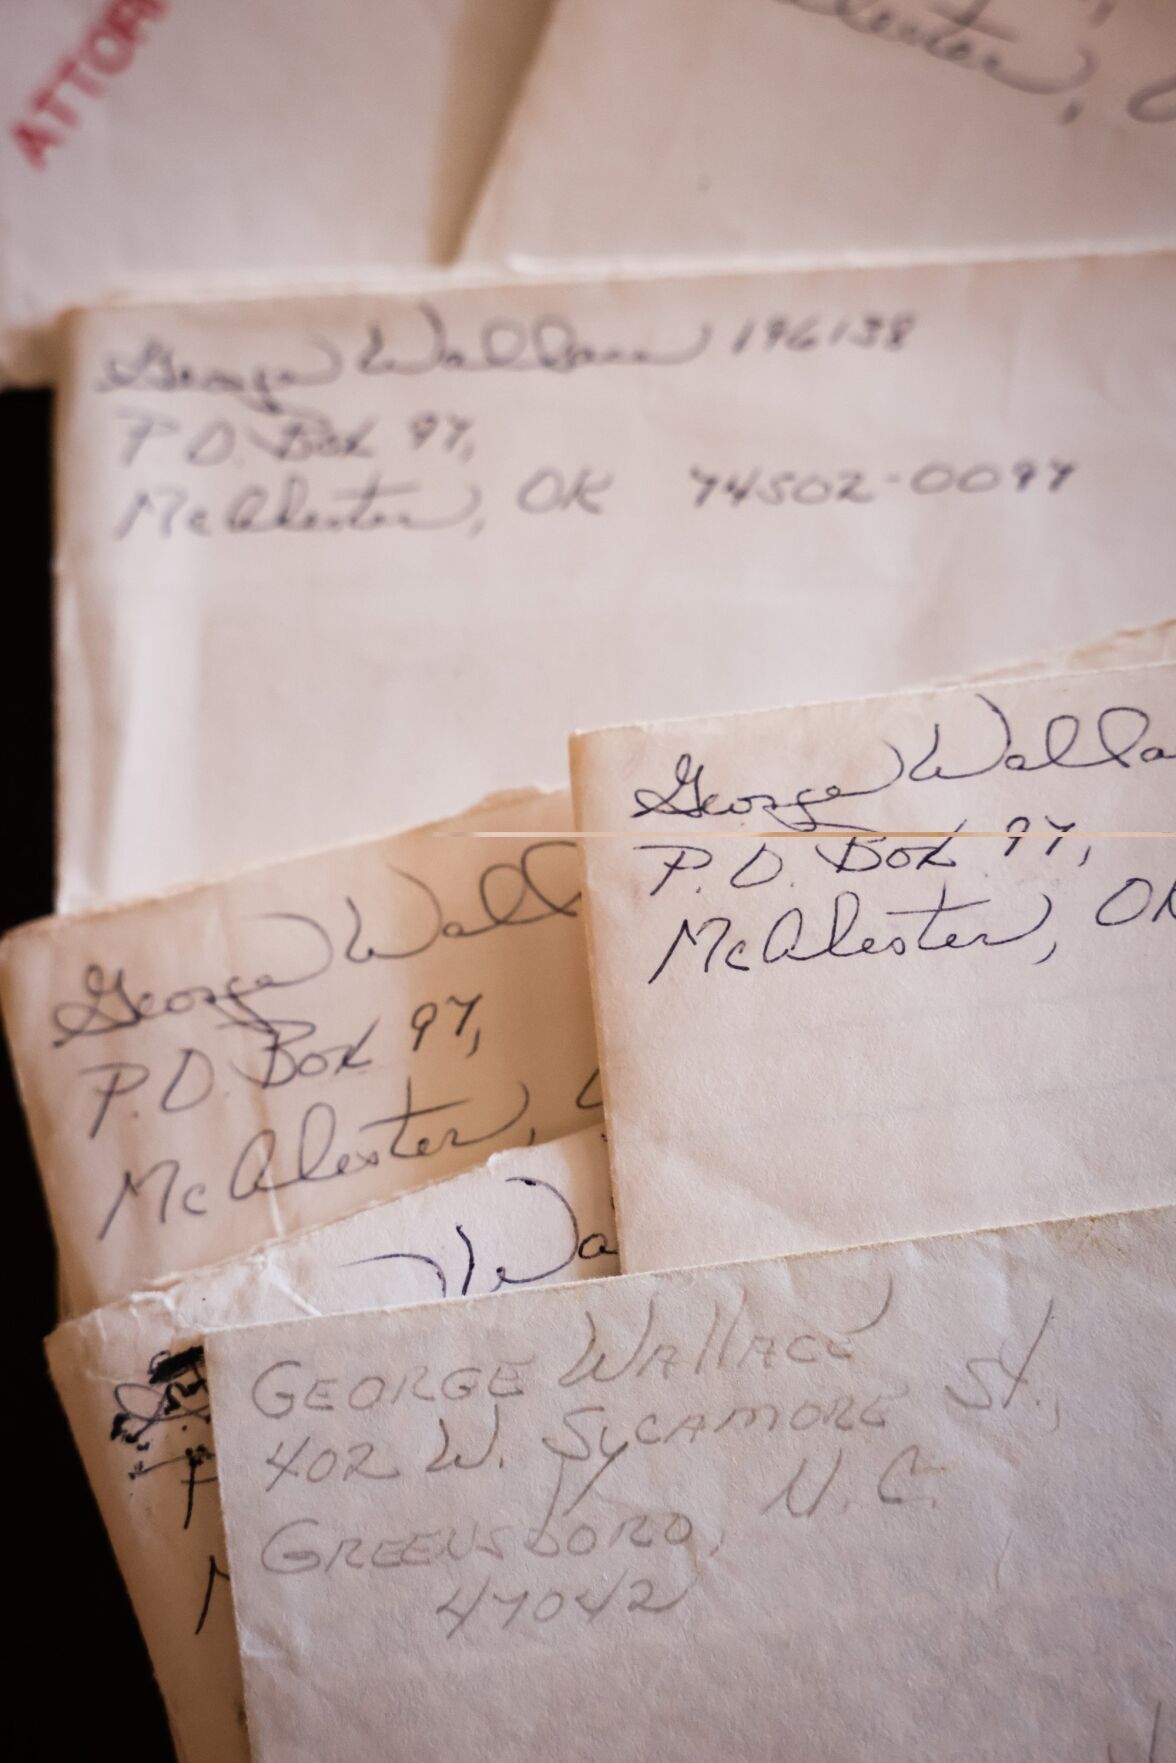 ATTOR
George Wallace 196138
P.O. Box 97,
McAlester, OK 74502-0097
George Walla
P.O. Box 97,
McAlester, OK
George Wall
P.O. Box 97,
McAlester,
Wa
GEORGE WALLACE
402 W. SYCAMORE St.,
GREENSBORO, N.C.
47042